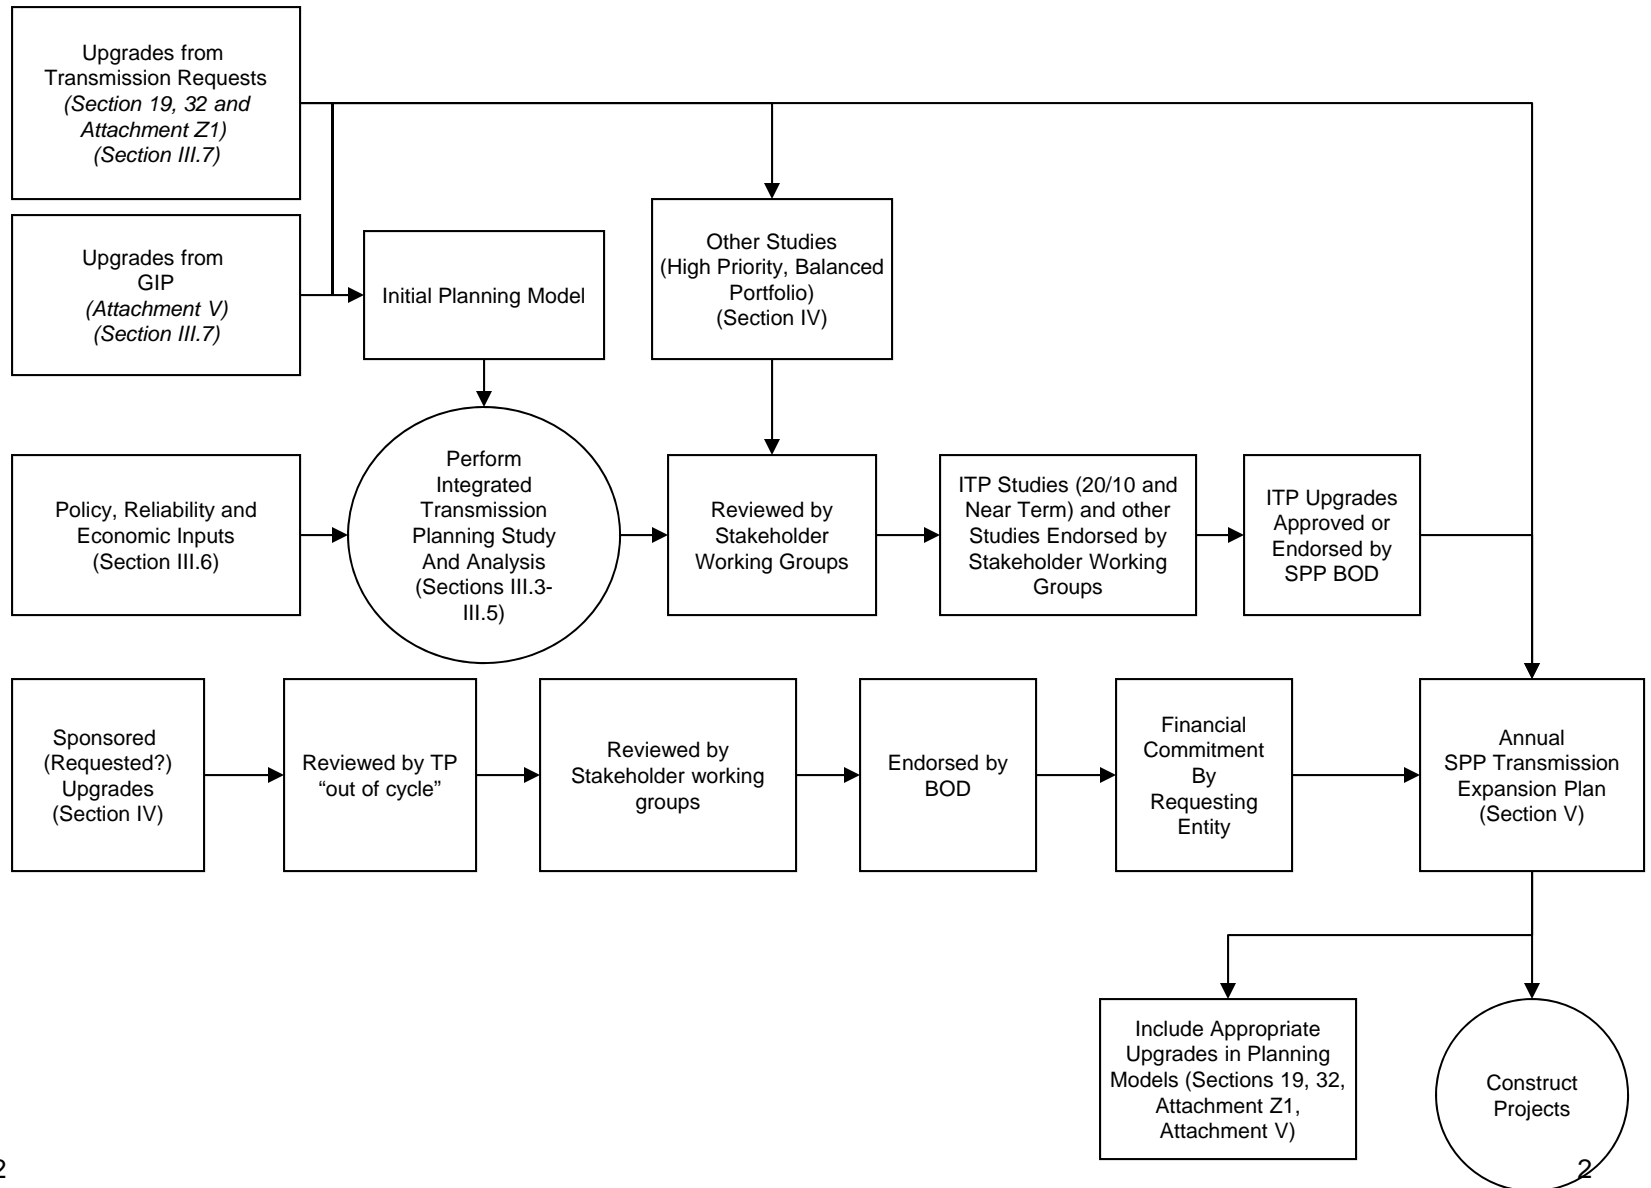 Upgrades from
Transmission Requests
(Section 19, 32 and
Attachment Z1)
(Section III.7)
Upgrades from
GIP
(Attachment V)
(Section III.7)
Initial Planning Model
Other Studies
(High Priority, Balanced
Portfolio)
(Section IV)
Policy, Reliability and
Economic Inputs
(Section III.6)
Perform
Integrated
Transmission
Planning Study
And Analysis
(Sections III.3-
III.5)
Reviewed by
Stakeholder
Working Groups
ITP Studies (20/10 and
Near Term) and other
Studies Endorsed by
Stakeholder Working
Groups
ITP Upgrades
Approved or
Endorsed by
SPP BOD
Sponsored
(Requested?)
Upgrades
(Section IV)
Reviewed by TP
“out of cycle”
Reviewed by
Stakeholder working
groups
Endorsed by
BOD
Financial
Commitment
By
Requesting
Entity
Annual
SPP Transmission
Expansion Plan
(Section V)
Include Appropriate
Upgrades in Planning
Models (Sections 19, 32,
Attachment Z1,
Attachment V)
Construct
Projects
2
2